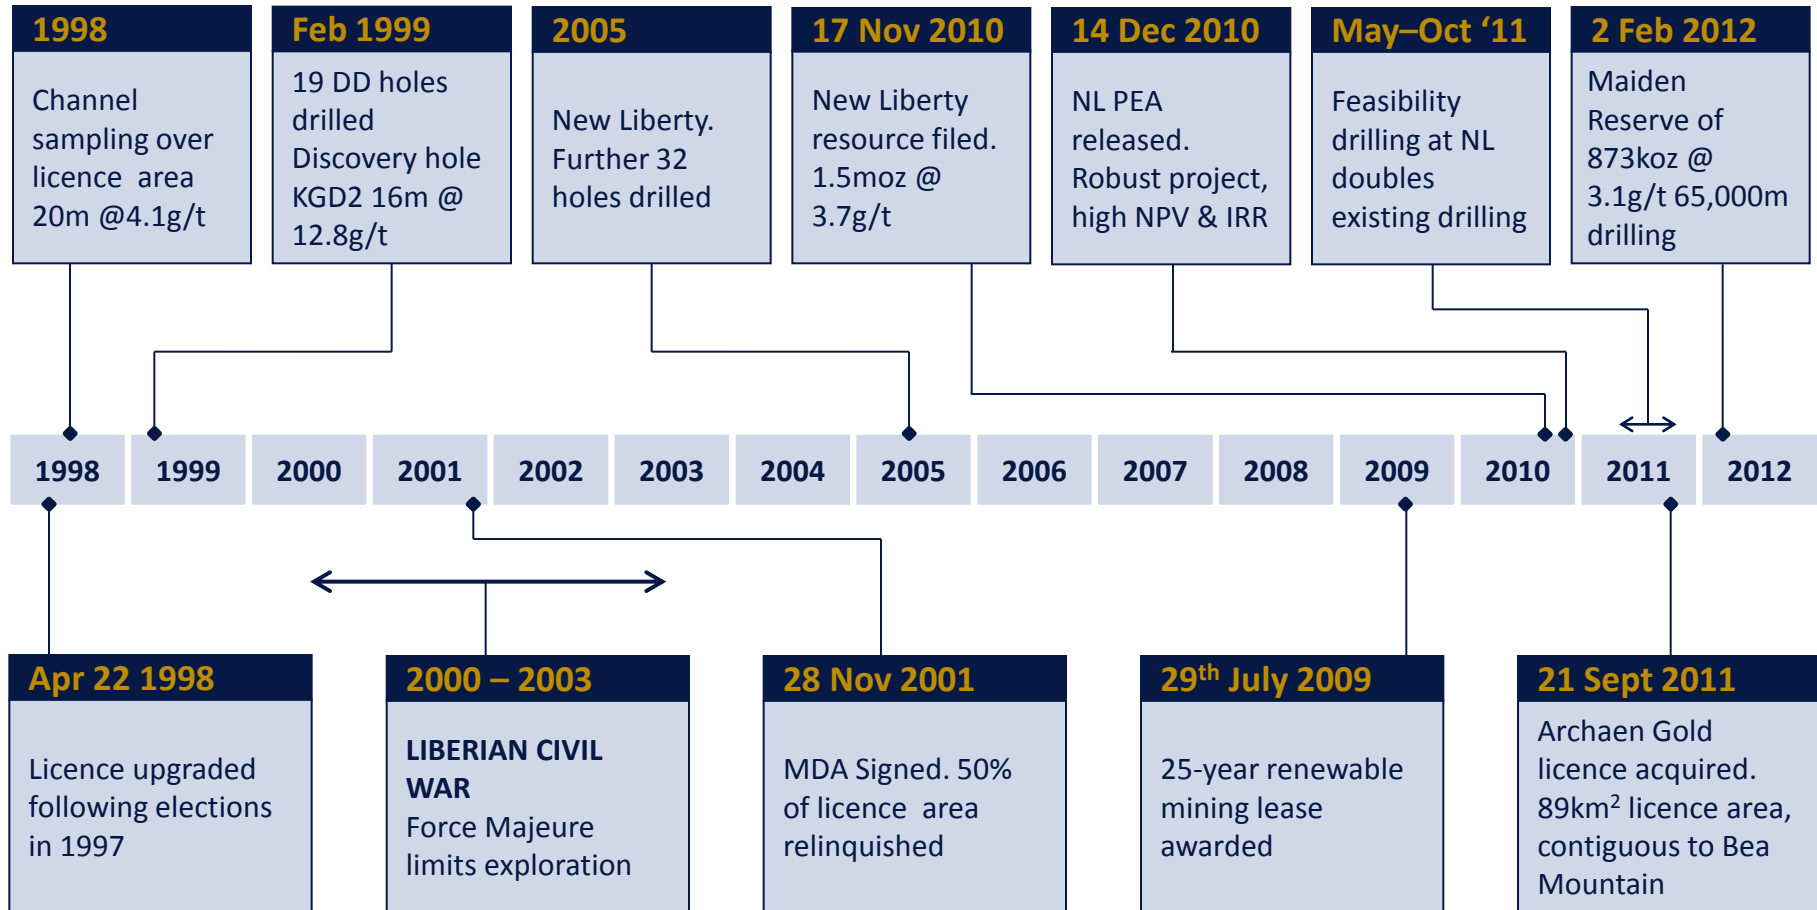 1998
Channel
sampling over
licence area
20m @4.1g/t
Feb 1999
19 DD holes
drilled
Discovery hole
KGD2 16m @
12.8g/t
2005
New Liberty.
Further 32
holes drilled
17 Nov 2010
New Liberty
resource filed.
1.5moz @
3.7g/t
14 Dec 2010
NL PEA
released.
Robust project,
high NPV & IRR
May–Oct ‘11
Feasibility
drilling at NL
doubles
existing drilling
2 Feb 2012
Maiden
Reserve of
873koz @
3.1g/t 65,000m
drilling
1998 1999 2000 2001 2002 2003 2004 2005 2006 2007 2008 2009 2010 2011 2012
Apr 22 1998
Licence upgraded
following elections
in 1997
2000 – 2003
LIBERIAN CIVIL
WAR
Force Majeure
limits exploration
28 Nov 2001
MDA Signed. 50%
of licence area
relinquished
29th July 2009
25-year renewable
mining lease
awarded
21 Sept 2011
Archaen Gold
licence acquired.
89km2 licence area,
contiguous to Bea
Mountain